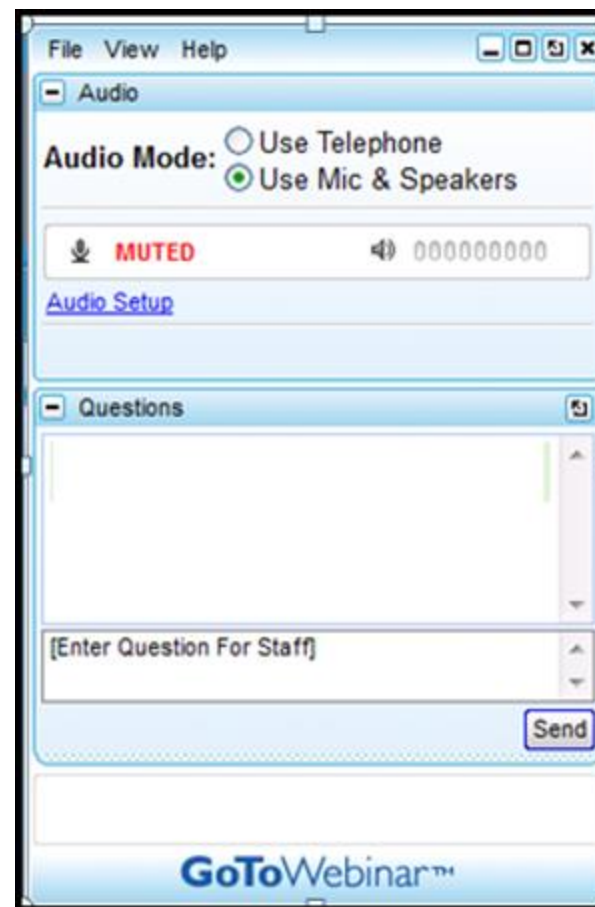 File View Help
Audio
Audio Mode: Use Telephone
Use Mic & Speakers
MUTED 000000000
Audio Setup
Questions
[Enter Question For Staff]
Send
GoToWebinar™